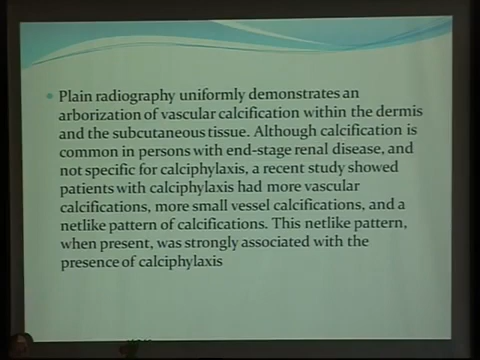 Plain radiography uniformly demonstrates an
arborization of vascular calcification within the dermis
and the subcutaneous tissue. Although calcification is
common in persons with end-stage renal disease, and
not specific for calciphylaxis, a recent study showed
patients with calciphylaxis had more vascular
calcifications, more small vessel calcifications, and a
netlike pattern of calcifications. This netlike pattern,
when present, was strongly associated with the
presence of calciphylaxis